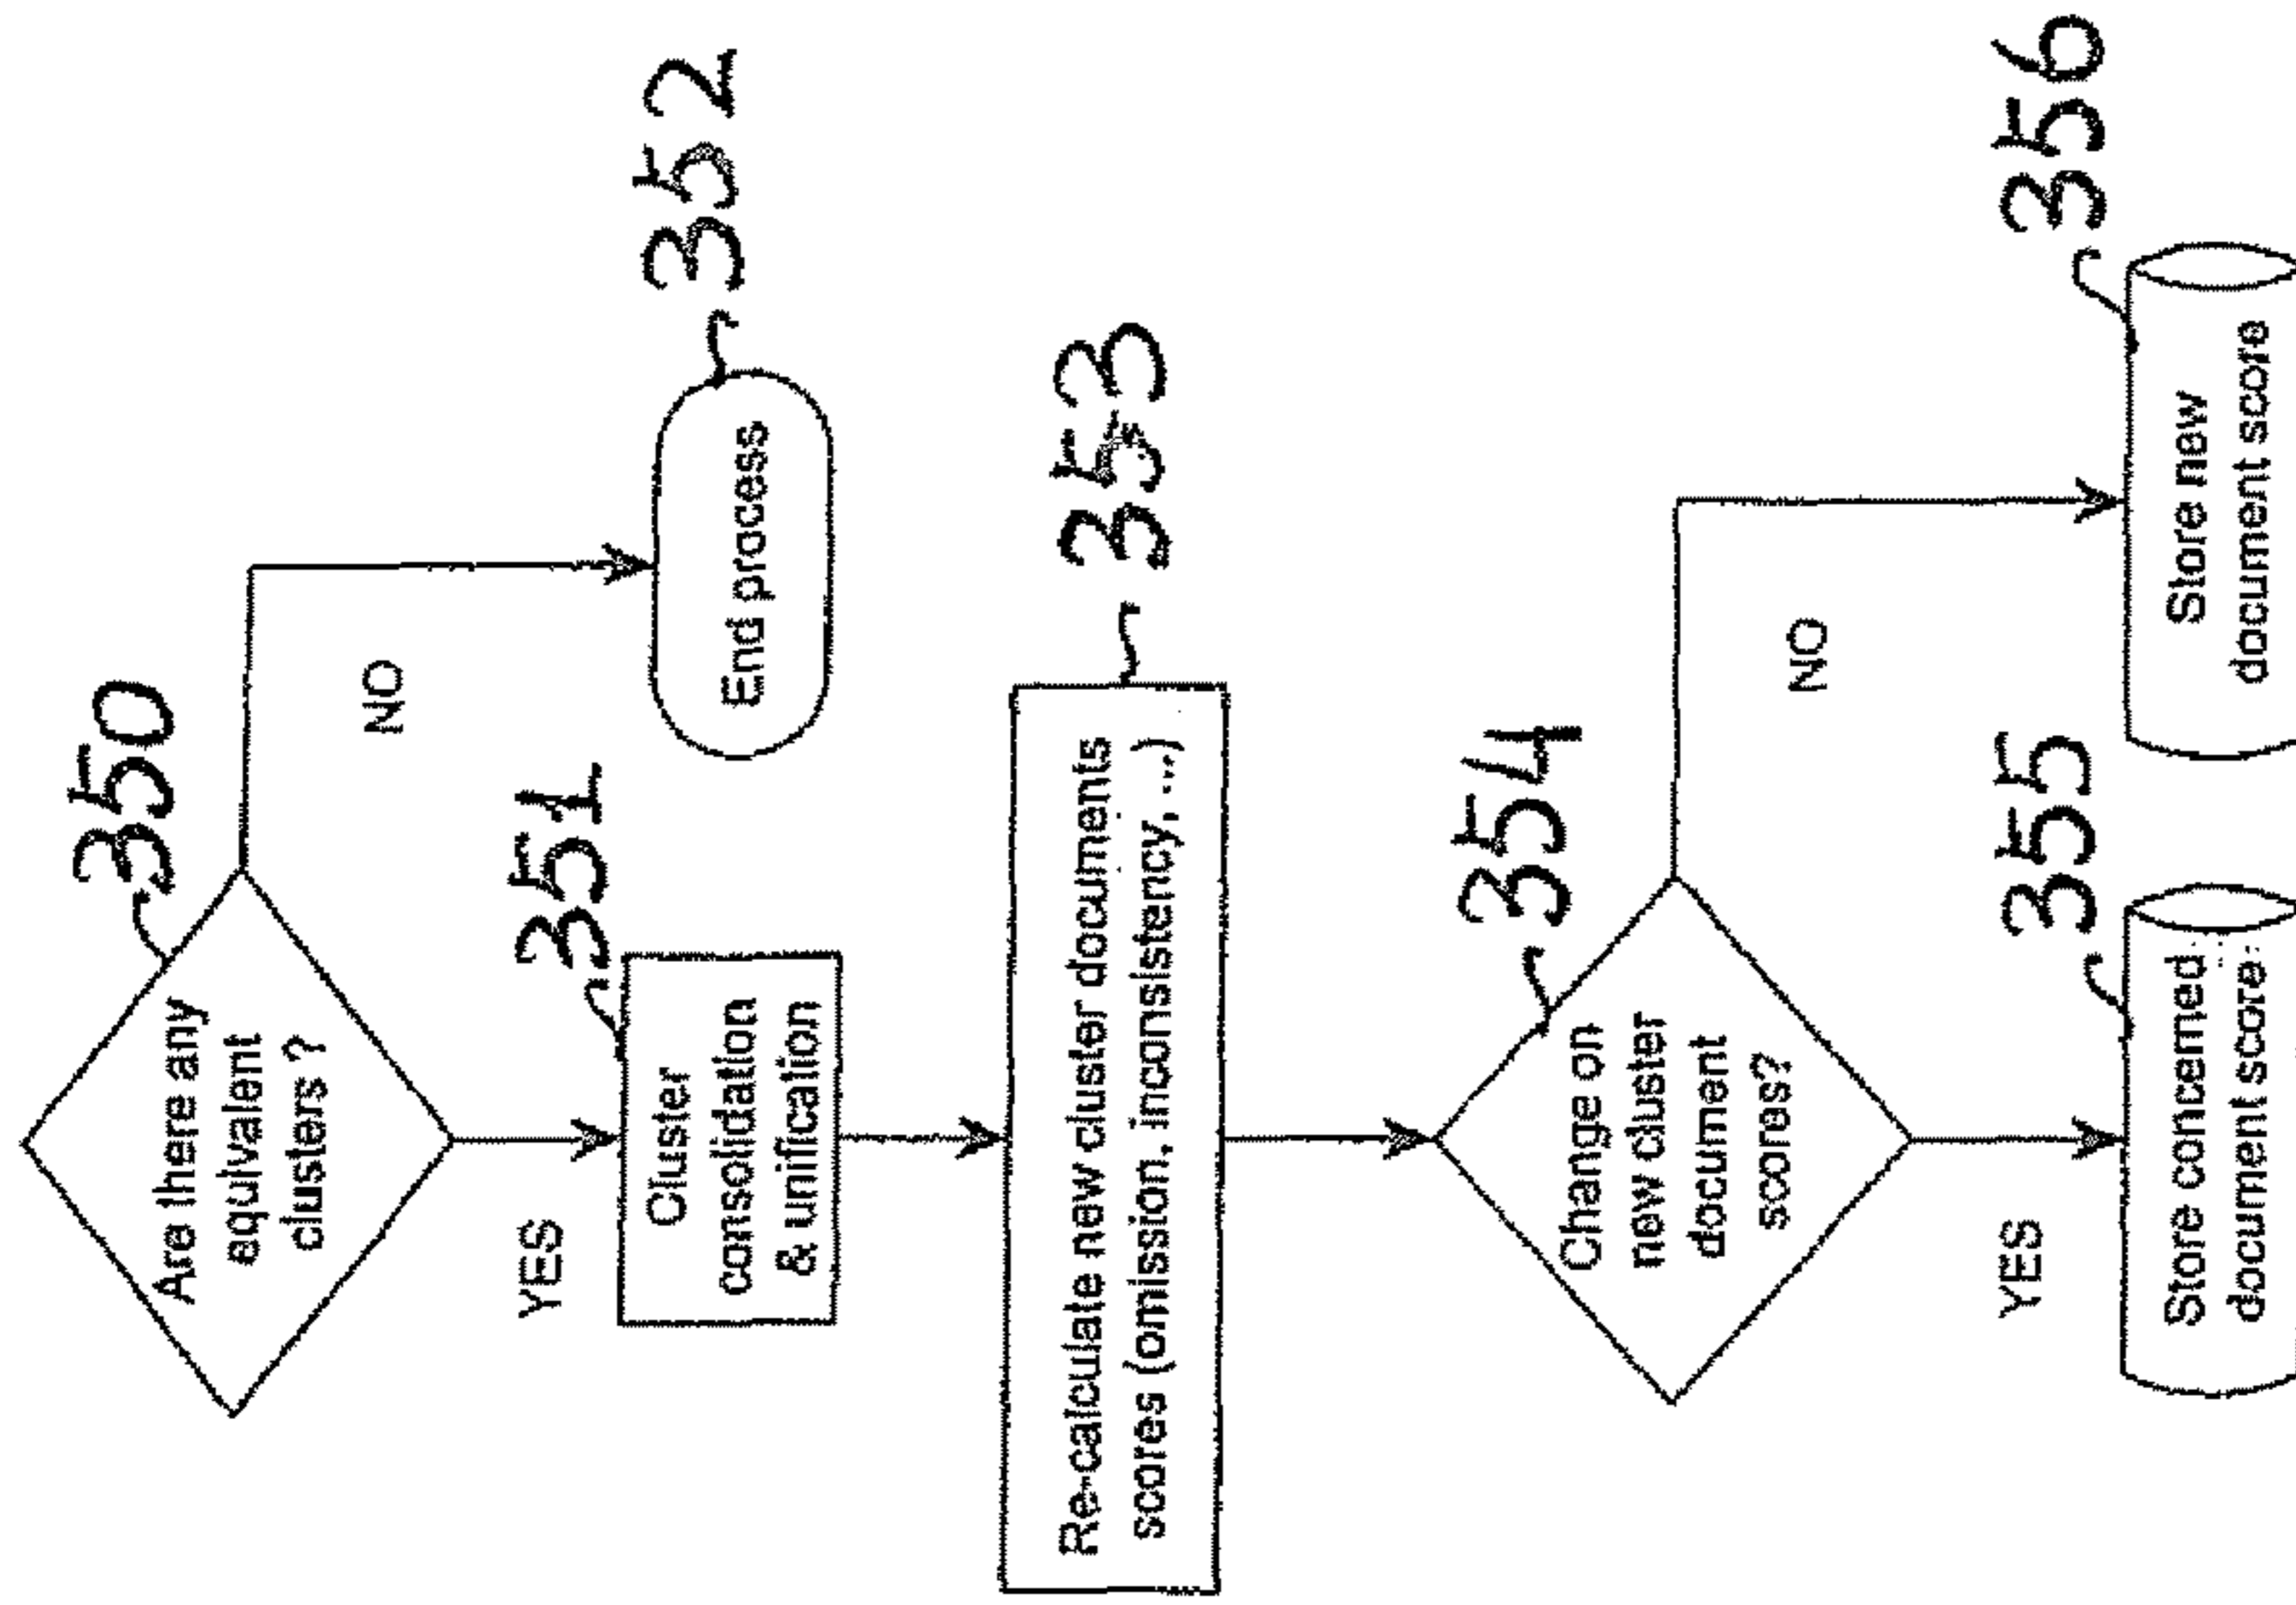 350
Are there any
equivalent
clusters ?
NO
YES
351
Cluster
consolidation
& unification
352
End process
353
Re-calculate new cluster documents
scores (omission, inconsistency, ...)
354
Change on
new cluster
document
scores?
NO
YES
355
Store concerned
document score
356
Store new
document score